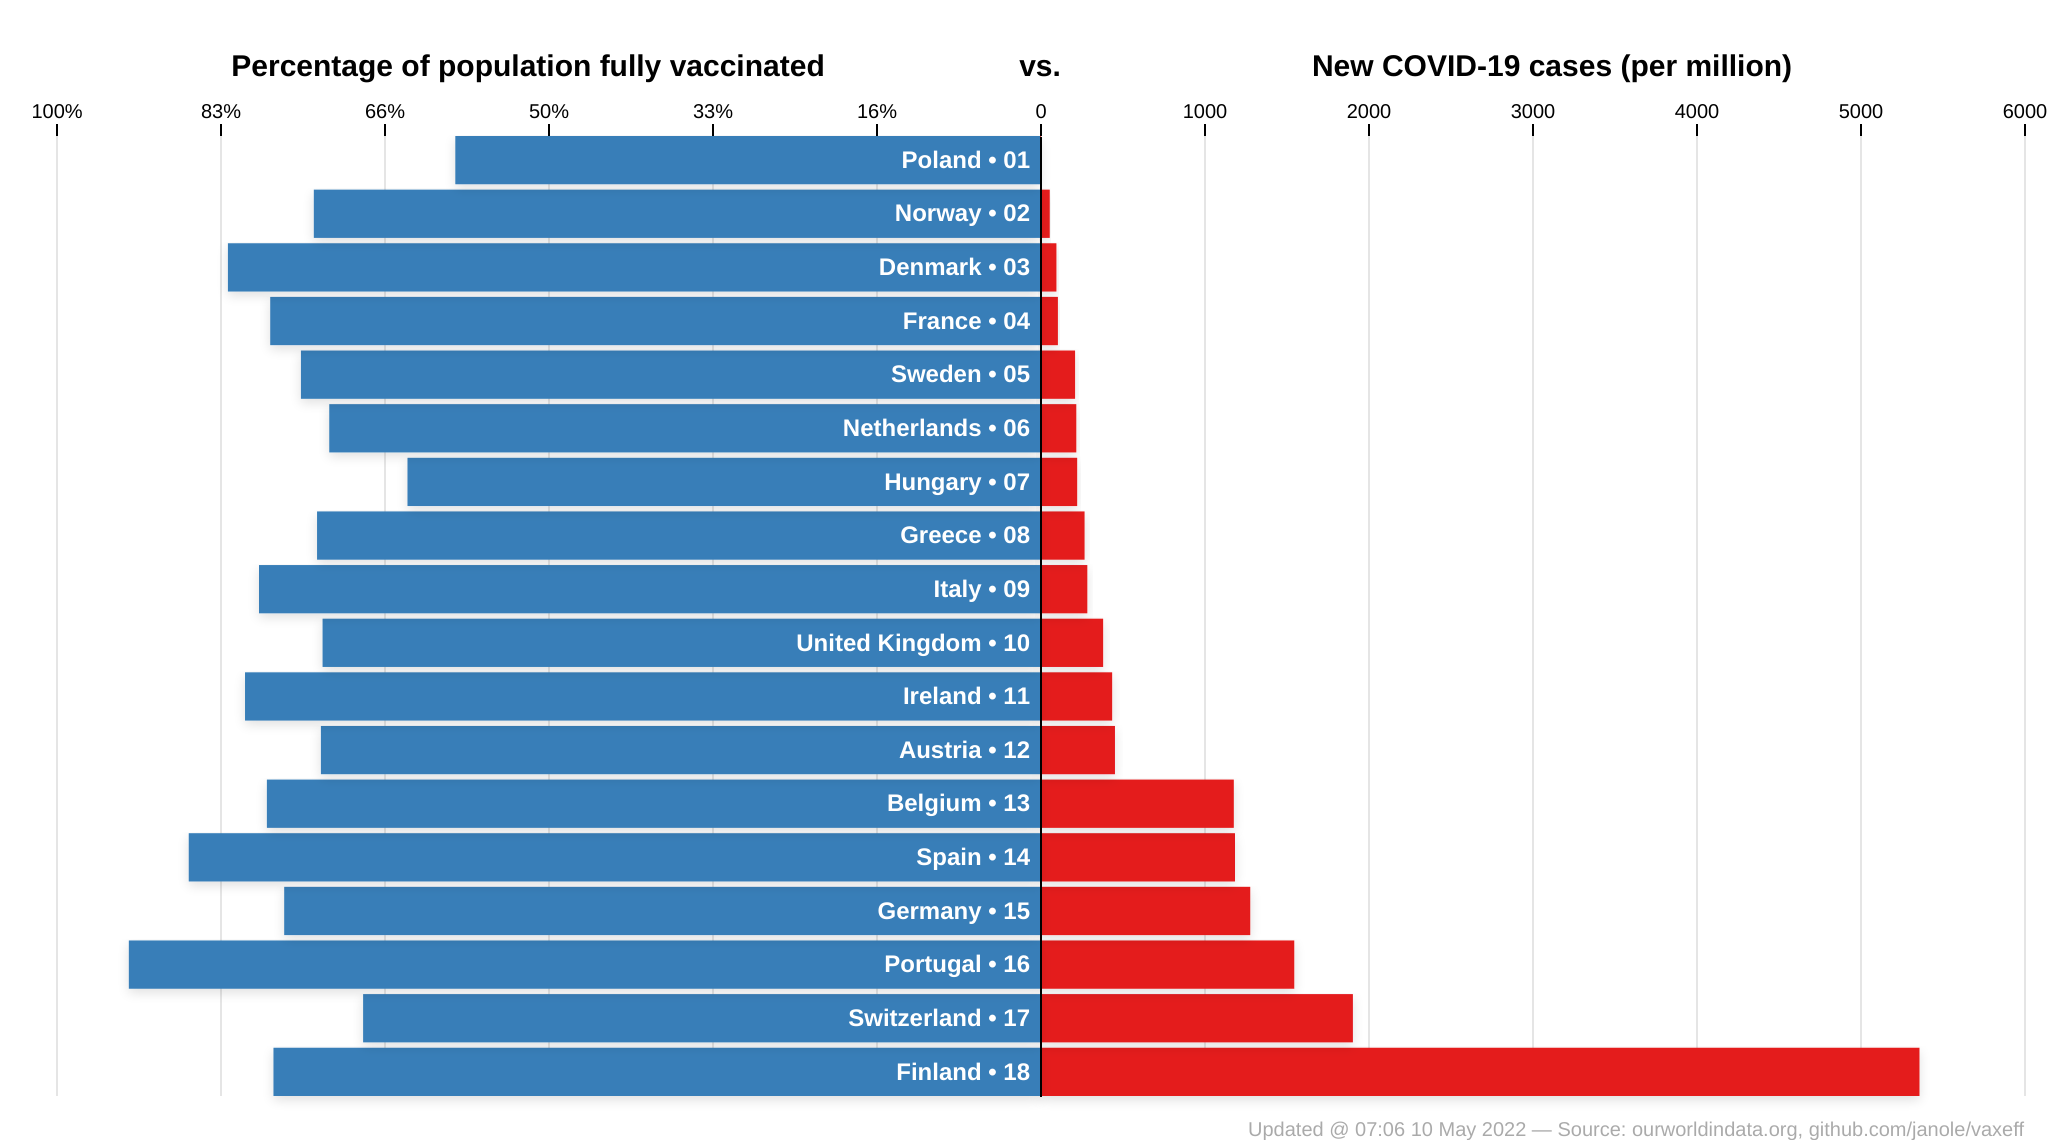 Percentage of population fully vaccinated vs. New COVID-19 cases (per million)
100% 83% 66% 50% 33% 16% 0 1000 2000 3000 4000 5000 6000
Poland • 01
Norway • 02
Denmark • 03
France • 04
Sweden • 05
Netherlands • 06
Hungary • 07
Greece • 08
Italy • 09
United Kingdom • 10
Ireland • 11
Austria • 12
Belgium • 13
Spain • 14
Germany • 15
Portugal • 16
Switzerland • 17
Finland • 18
Updated @ 07:06 10 May 2022 — Source: ourworldindata.org, github.com/janole/vaxeff